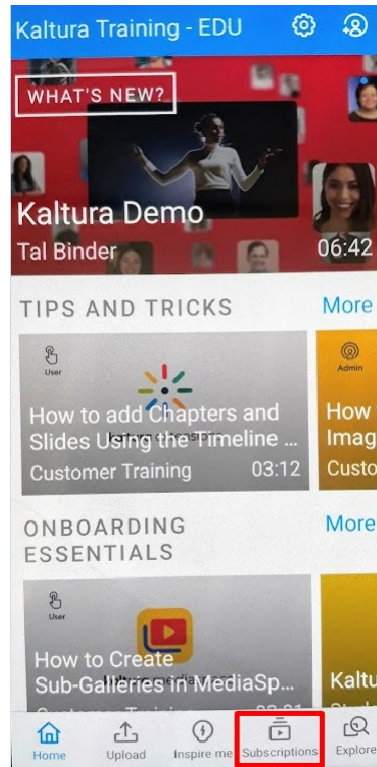 Kaltura Training - EDU
WHAT'S NEW?
Kaltura Demo
Tal Binder 06:42
TIPS AND TRICKS More
User
Admin
How to add Chapters and
Slides Using the Timeline ...
Customer Training 03:12
How
Imag
Custo
ONBOARDING
ESSENTIALS
More
User
How to Create
Sub-Galleries in MediaSp...
Kaltu
Home Upload Inspire me Subscriptions Explore